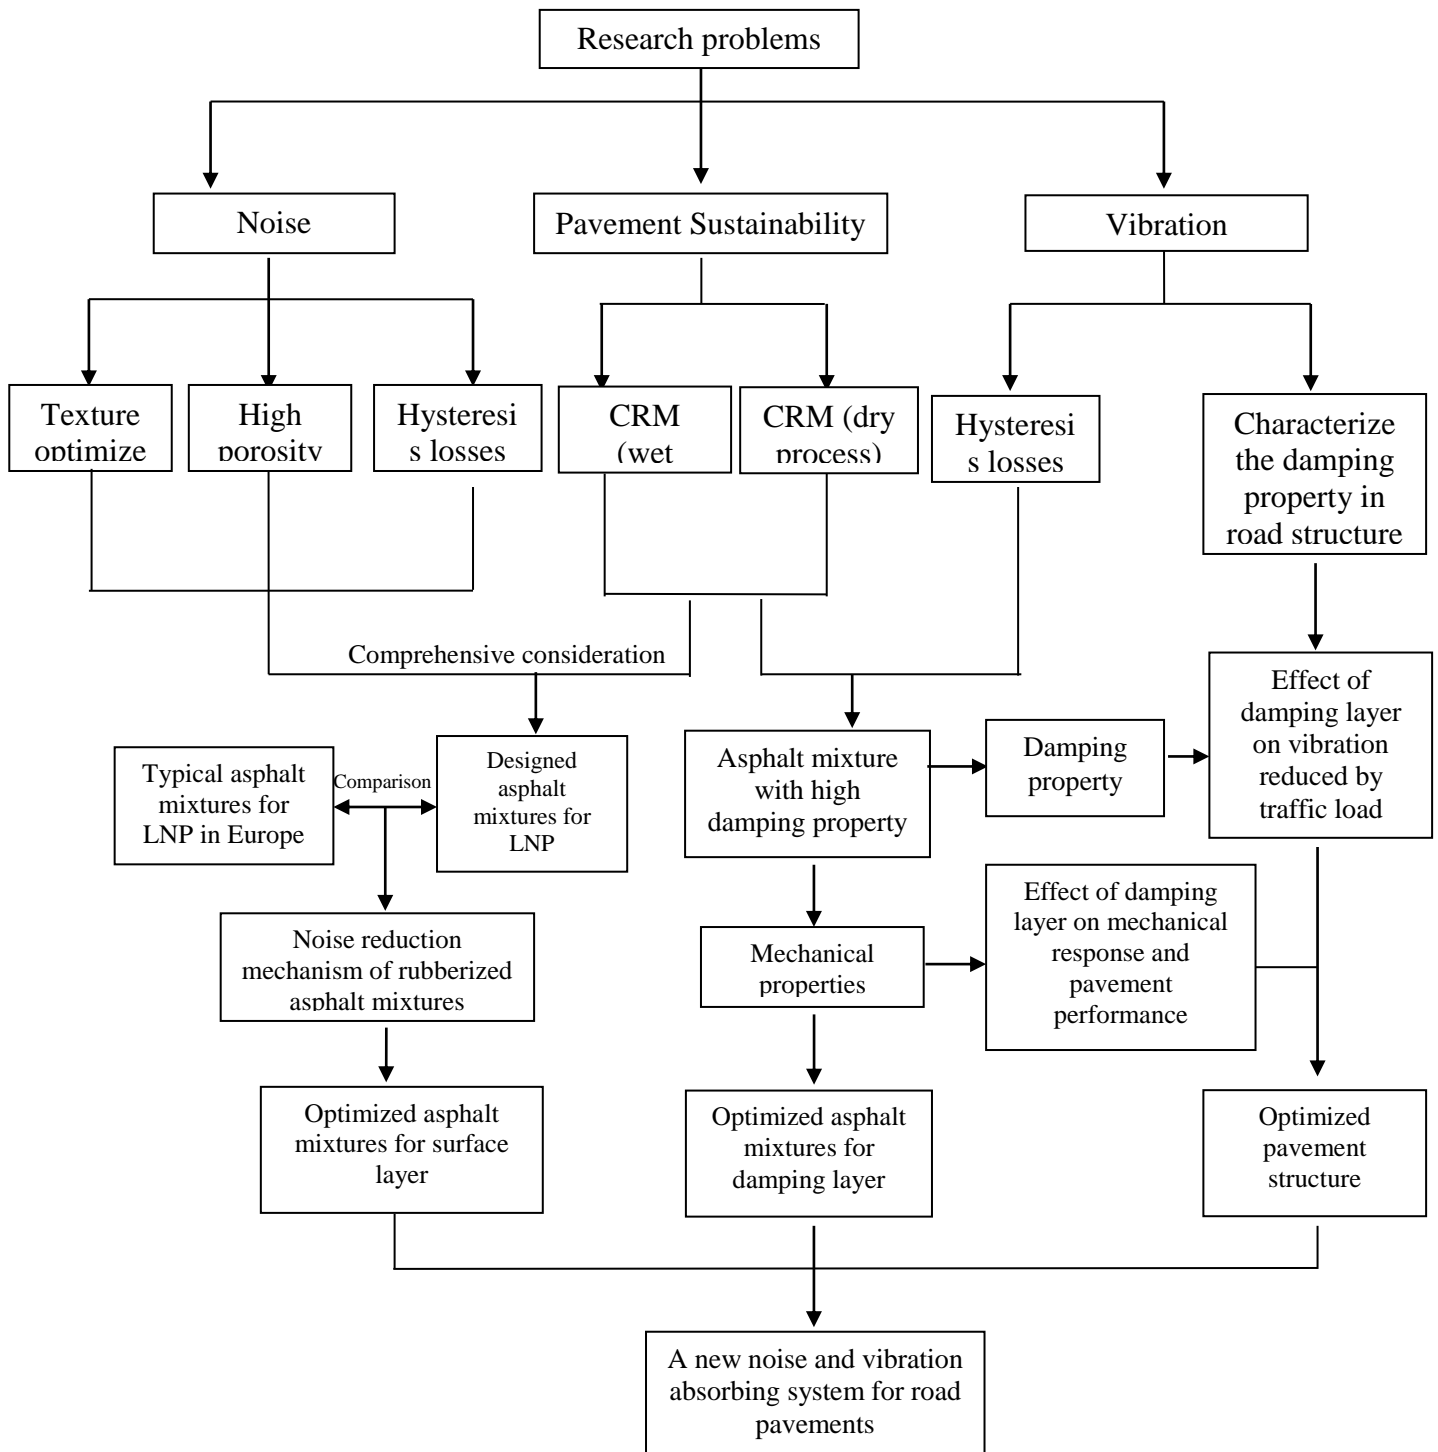 Research problems
Noise
Pavement Sustainability
Vibration
Texture
optimize
High
porosity
Hysteresi
s losses
CRM
(wet
CRM (dry
process)
Hysteresi
s losses
Characterize
the damping
property in
road structure
Comprehensive consideration
Typical asphalt
mixtures for
LNP in Europe
Comparison
Designed
asphalt
mixtures for
LNP
Asphalt mixture
with high
damping property
Damping
property
Effect of
damping layer
on vibration
reduced by
traffic load
Noise reduction
mechanism of rubberized
asphalt mixtures
Mechanical
properties
Effect of damping
layer on mechanical
response and
pavement
performance
Optimized asphalt
mixtures for surface
layer
Optimized asphalt
mixtures for
damping layer
Optimized
pavement
structure
A new noise and vibration
absorbing system for road
pavements